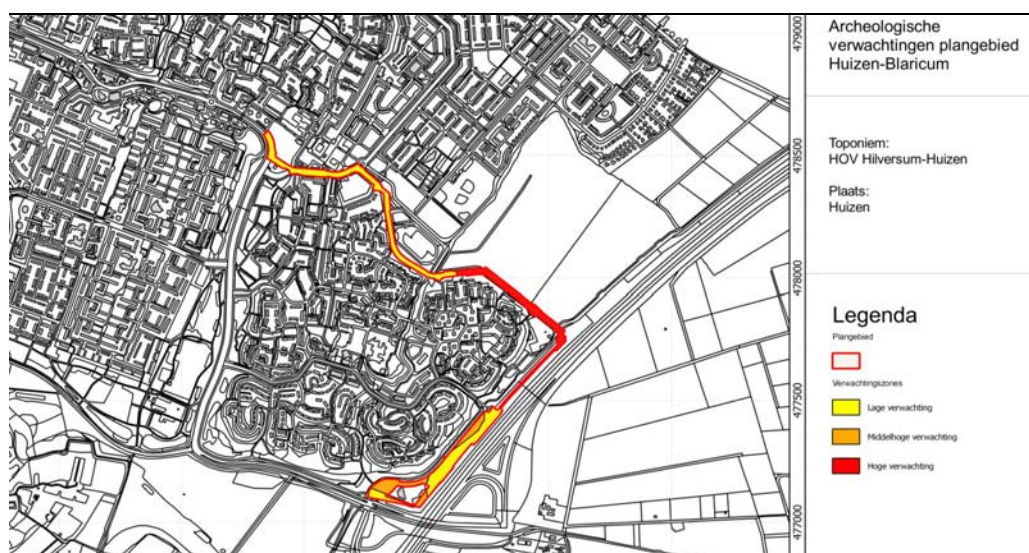 Archeologische
verwachtingen plangebied
Huizen-Blaricum
Toponiem:
HOV Hilversum-Huizen
Plaats:
Huizen
Legenda
Plangebied
Verwachtingszones
Lage verwachting
Middelhoge verwachting
Hoge verwachting
479000
478500
478000
477500
477000